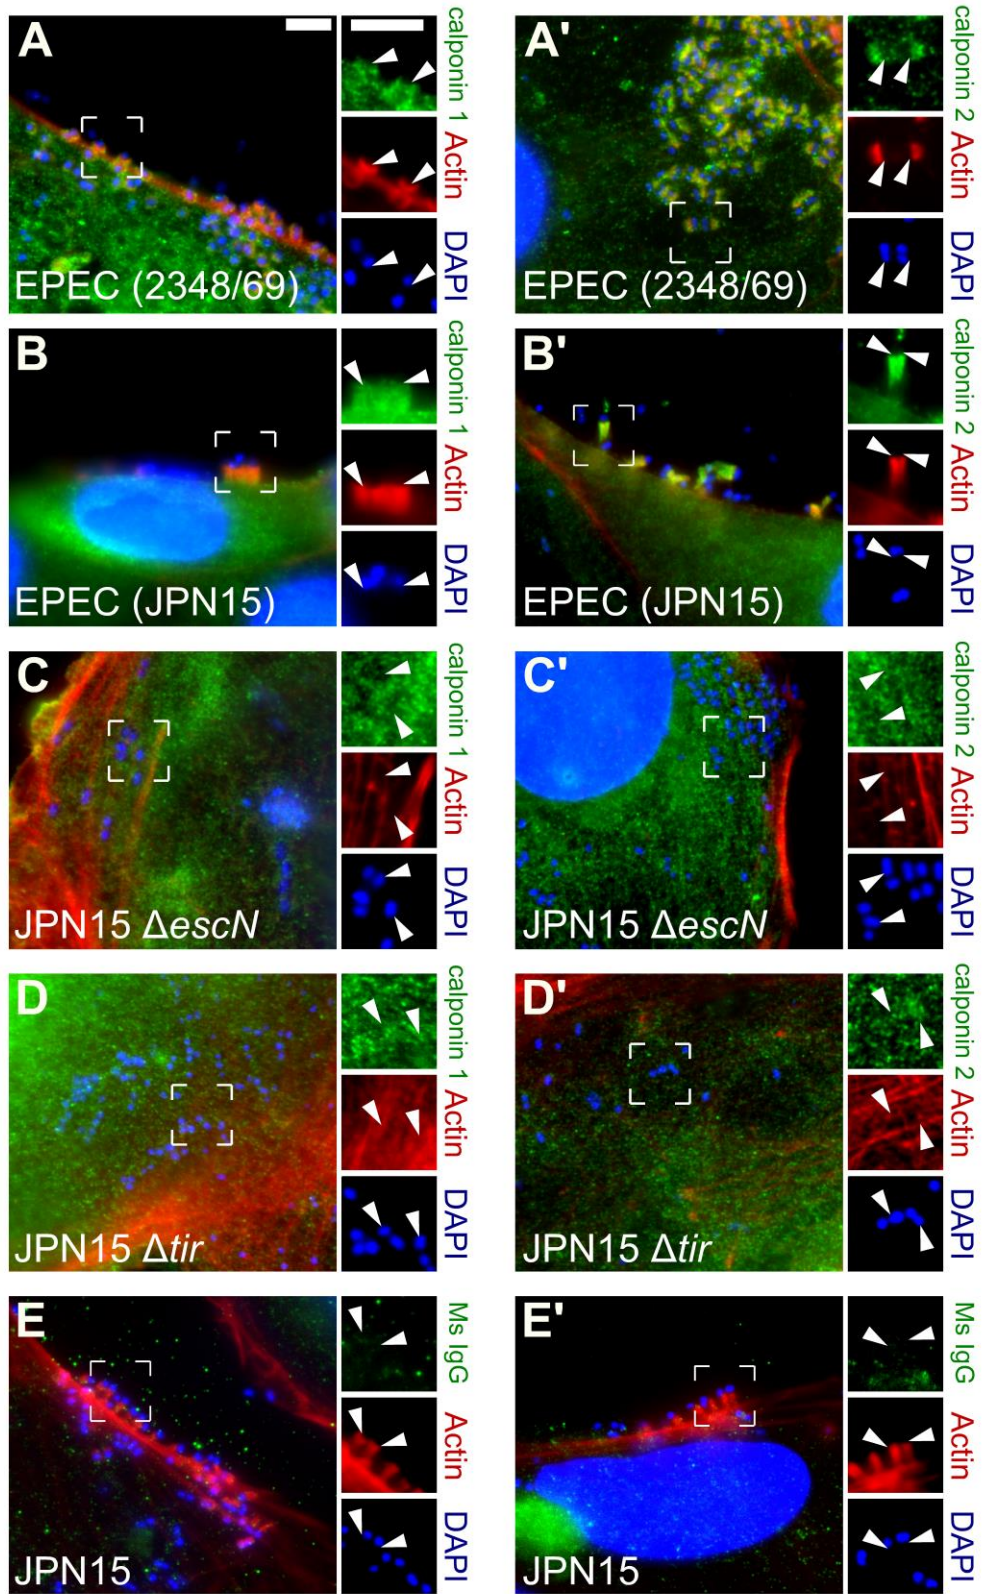 A
calponin 1
Actin
DAPI
EPEC (2348/69)
A'
calponin 2
Actin
DAPI
EPEC (2348/69)
B
calponin 1
Actin
DAPI
EPEC (JPN15)
B'
calponin 2
Actin
DAPI
EPEC (JPN15)
C
calponin 1
Actin
DAPI
JPN15 ΔescN
C'
calponin 2
Actin
DAPI
JPN15 ΔescN
D
calponin 1
Actin
DAPI
JPN15 Δtir
D'
calponin 2
Actin
DAPI
JPN15 Δtir
E
Ms IgG
Actin
DAPI
JPN15
E'
Ms IgG
Actin
DAPI
JPN15